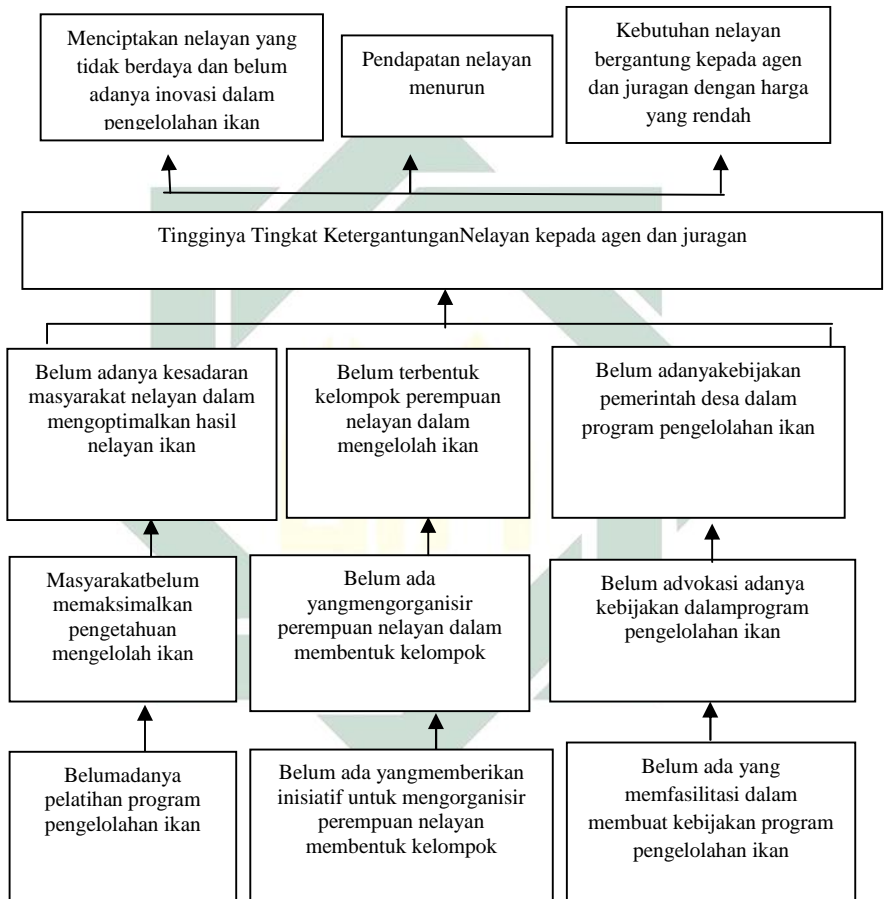 Menciptakan nelayan yang
tidak berdaya dan belum
adanya inovasi dalam
pengelolahan ikan
Pendapatan nelayan
menurun
Kebutuhan nelayan
bergantung kepada agen
dan juragan dengan harga
yang rendah
Tingginya Tingkat KetergantunganNelayan kepada agen dan juragan
Belum adanya kesadaran
masyarakat nelayan dalam
mengoptimalkan hasil
nelayan ikan
Belum terbentuk
kelompok perempuan
nelayan dalam
mengelolah ikan
Belum adanyakebijakan
pemerintah desa dalam
program pengelolahan ikan
Masyarakatbelum
memaksimalkan
pengetahuan
mengelolah ikan
Belum ada
yangmengorganisir
perempuan nelayan dalam
membentuk kelompok
Belum advokasi adanya
kebijakan dalamprogram
pengelolahan ikan
Belumadanya
pelatihan program
pengelolahan ikan
Belum ada yangmemberikan
inisiatif untuk mengorganisir
perempuan nelayan
membentuk kelompok
Belum ada yang
memfasilitasi dalam
membuat kebijakan program
pengelolahan ikan